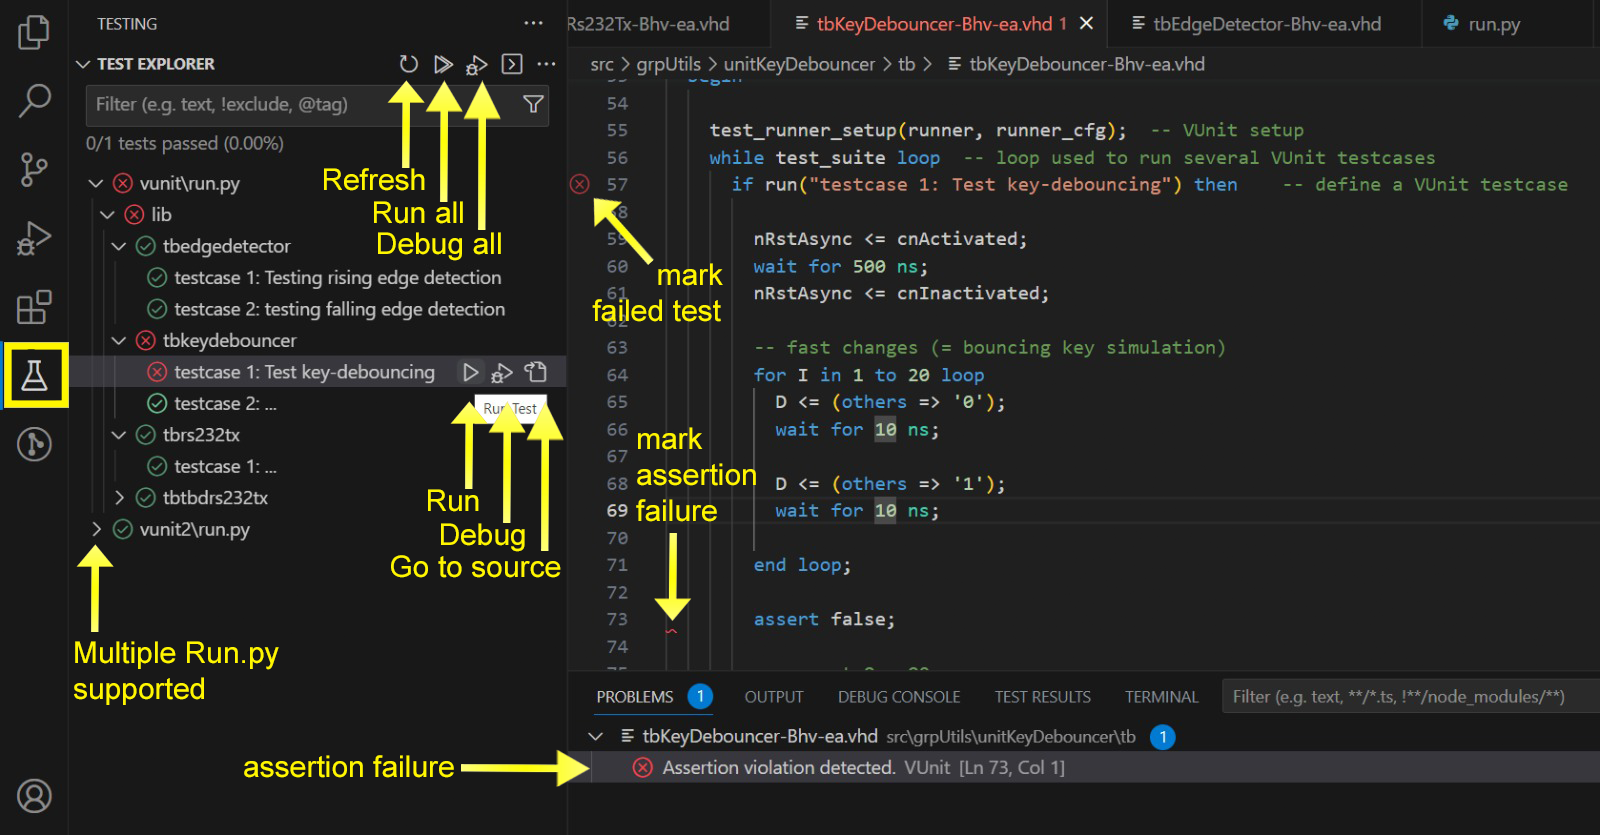 TESTING
TEST EXPLORER
Filter (e.g. text, !exclude, @tag)
0/1 tests passed (0.00%)
vunit\run.py
lib
tbedgedetector
testcase 1: Testing rising edge detection
testcase 2: testing falling edge detection
tbkeydebouncer
testcase 1: Test key-debouncing
Run Test
testcase 2: ...
tbrs232tx
testcase 1: ...
tbtbdrs232tx
vunit2\run.py
Refresh
Run all
Debug all
Run
Debug
Go to source
Multiple Run.py
supported
assertion failure
Rs232Tx-Bhv-ea.vhd
tbKeyDebouncer-Bhv-ea.vhd 1
tbEdgeDetector-Bhv-ea.vhd
run.py
src > grpUtils > unitKeyDebouncer > tb > tbKeyDebouncer-Bhv-ea.vhd
begin
54
55 test_runner_setup(runner, runner_cfg); -- VUnit setup
56 while test_suite loop -- loop used to run several VUnit testcases
57 if run("testcase 1: Test key-debouncing") then -- define a VUnit testcase
58
59 nRstAsync <= cnActivated;
60 wait for 500 ns;
61 nRstAsync <= cnInactivated;
62
63 -- fast changes (= bouncing key simulation)
64 for I in 1 to 20 loop
65 D <= (others => '0');
66 wait for 10 ns;
67
68 D <= (others => '1');
69 wait for 10 ns;
70
71 end loop;
72
73 assert false;
74
mark
failed test
mark
assertion
failure
PROBLEMS 1
OUTPUT
DEBUG CONSOLE
TEST RESULTS
TERMINAL
Filter (e.g. text, **/*.ts, !**/node_modules/**)
tbKeyDebouncer-Bhv-ea.vhd src\grpUtils\unitKeyDebouncer\tb 1
Assertion violation detected. VUnit [Ln 73, Col 1]